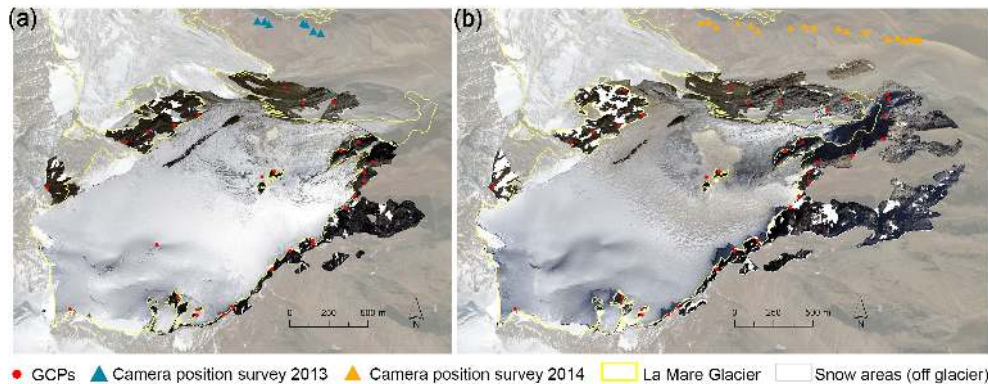 (a)
(b)
0 250 500 m
N
0 250 500 m
N
GCPs Camera position survey 2013 Camera position survey 2014 La Mare Glacier Snow areas (off glacier)